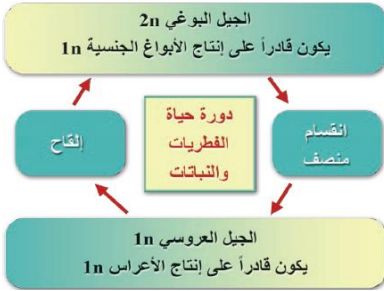 الجيل البوغي 2n
يكون قادراً على إنتاج الأبواغ الجنسية 1n
دورة حياة
الفطريات
والنباتات
انقسام
منصف
إلقاح
الجيل العروسي 1n
يكون قادراً على إنتاج الأعراس 1n